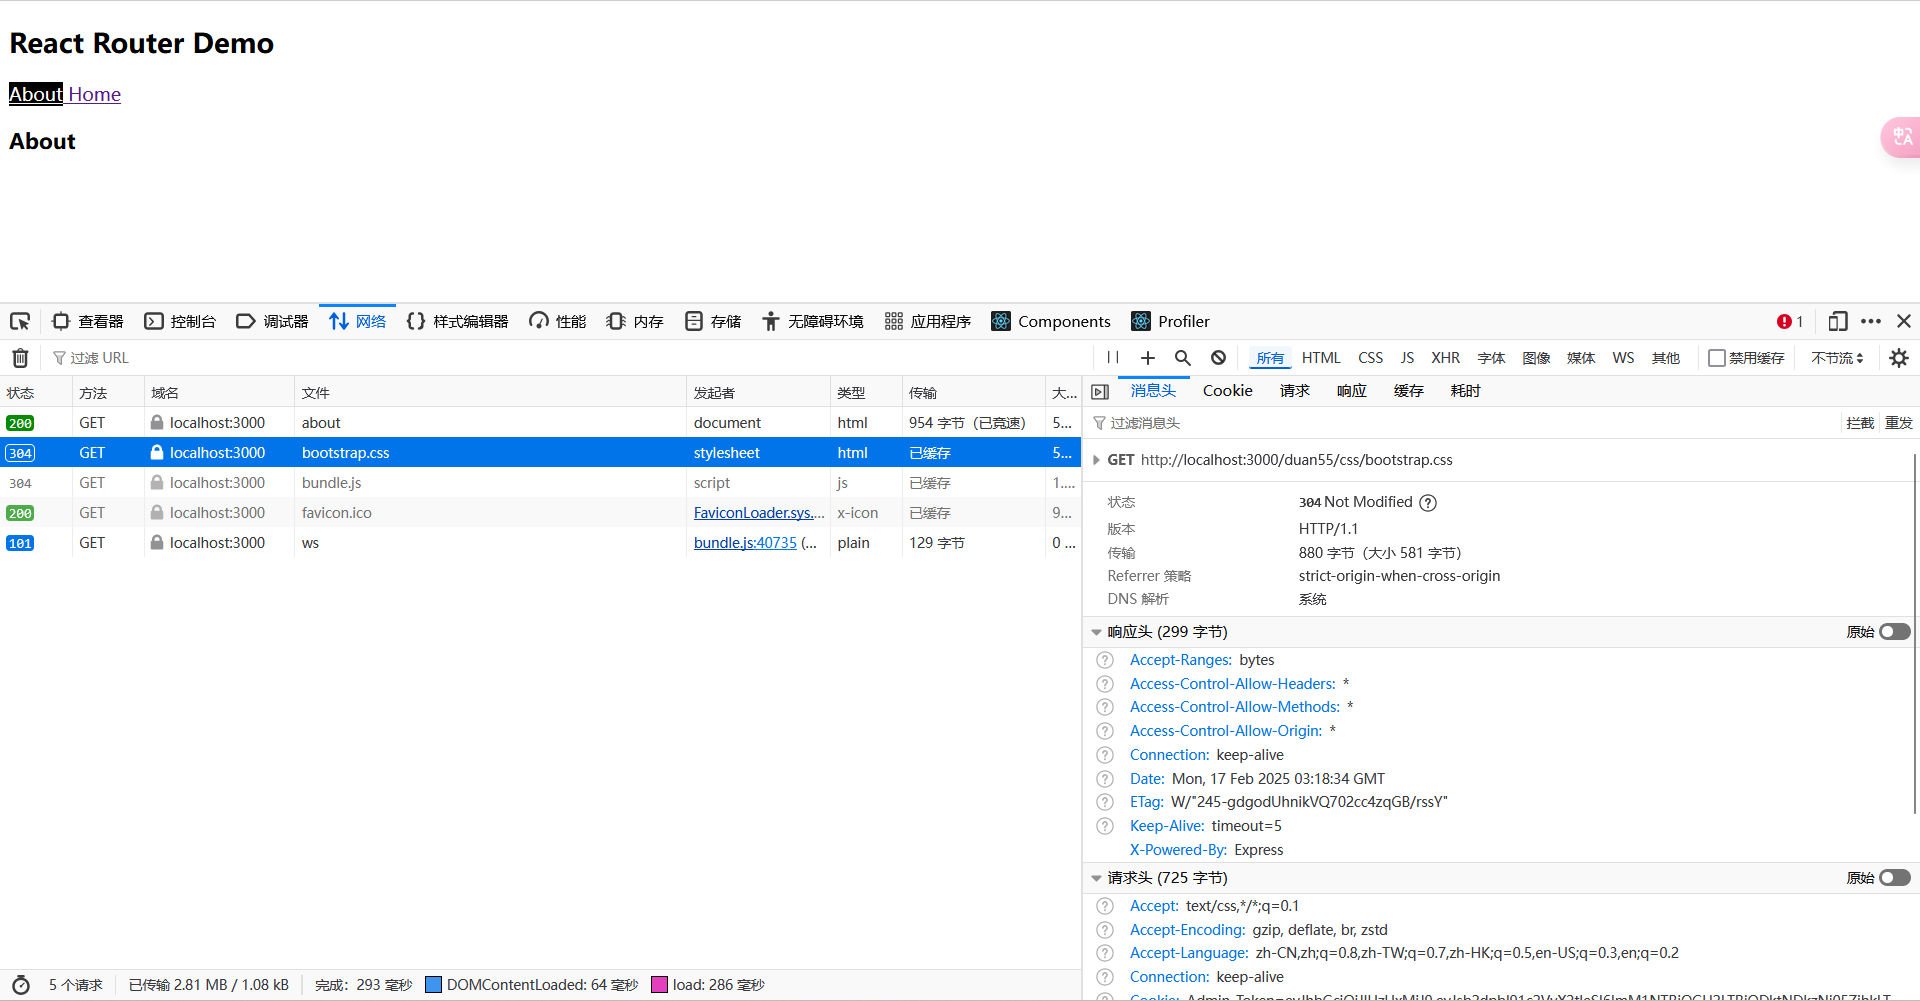 React Router Demo
About Home
About
查看器 控制台 调试器 网络 样式编辑器 性能 内存 存储 无障碍环境 应用程序 Components Profiler 1
过滤 URL 所有 HTML CSS JS XHR 字体 图像 媒体 WS 其他 禁用缓存 不节流
状态 方法 域名 文件 发起者 类型 传输 大...
200 GET localhost:3000 about document html 954 字节（已竞速） 5...
304 GET localhost:3000 bootstrap.css stylesheet html 已缓存 5...
304 GET localhost:3000 bundle.js script js 已缓存 1....
200 GET localhost:3000 favicon.ico FaviconLoader.sys.... x-icon 已缓存 9...
101 GET localhost:3000 ws bundle.js:40735 (... plain 129 字节 0 ...
消息头 Cookie 请求 响应 缓存 耗时
过滤消息头 拦截 重发
GET http://localhost:3000/duan55/css/bootstrap.css
状态 304 Not Modified
版本 HTTP/1.1
传输 880 字节（大小 581 字节）
Referrer 策略 strict-origin-when-cross-origin
DNS 解析 系统
响应头 (299 字节) 原始
Accept-Ranges: bytes
Access-Control-Allow-Headers: *
Access-Control-Allow-Methods: *
Access-Control-Allow-Origin: *
Connection: keep-alive
Date: Mon, 17 Feb 2025 03:18:34 GMT
ETag: W/"245-gdgodUhnikVQ702cc4zqGB/rssY"
Keep-Alive: timeout=5
X-Powered-By: Express
请求头 (725 字节) 原始
Accept: text/css,*/*;q=0.1
Accept-Encoding: gzip, deflate, br, zstd
Accept-Language: zh-CN,zh;q=0.8,zh-TW;q=0.7,zh-HK;q=0.5,en-US;q=0.3,en;q=0.2
Connection: keep-alive
5 个请求 已传输 2.81 MB / 1.08 kB 完成：293 毫秒 DOMContentLoaded: 64 毫秒 load: 286 毫秒